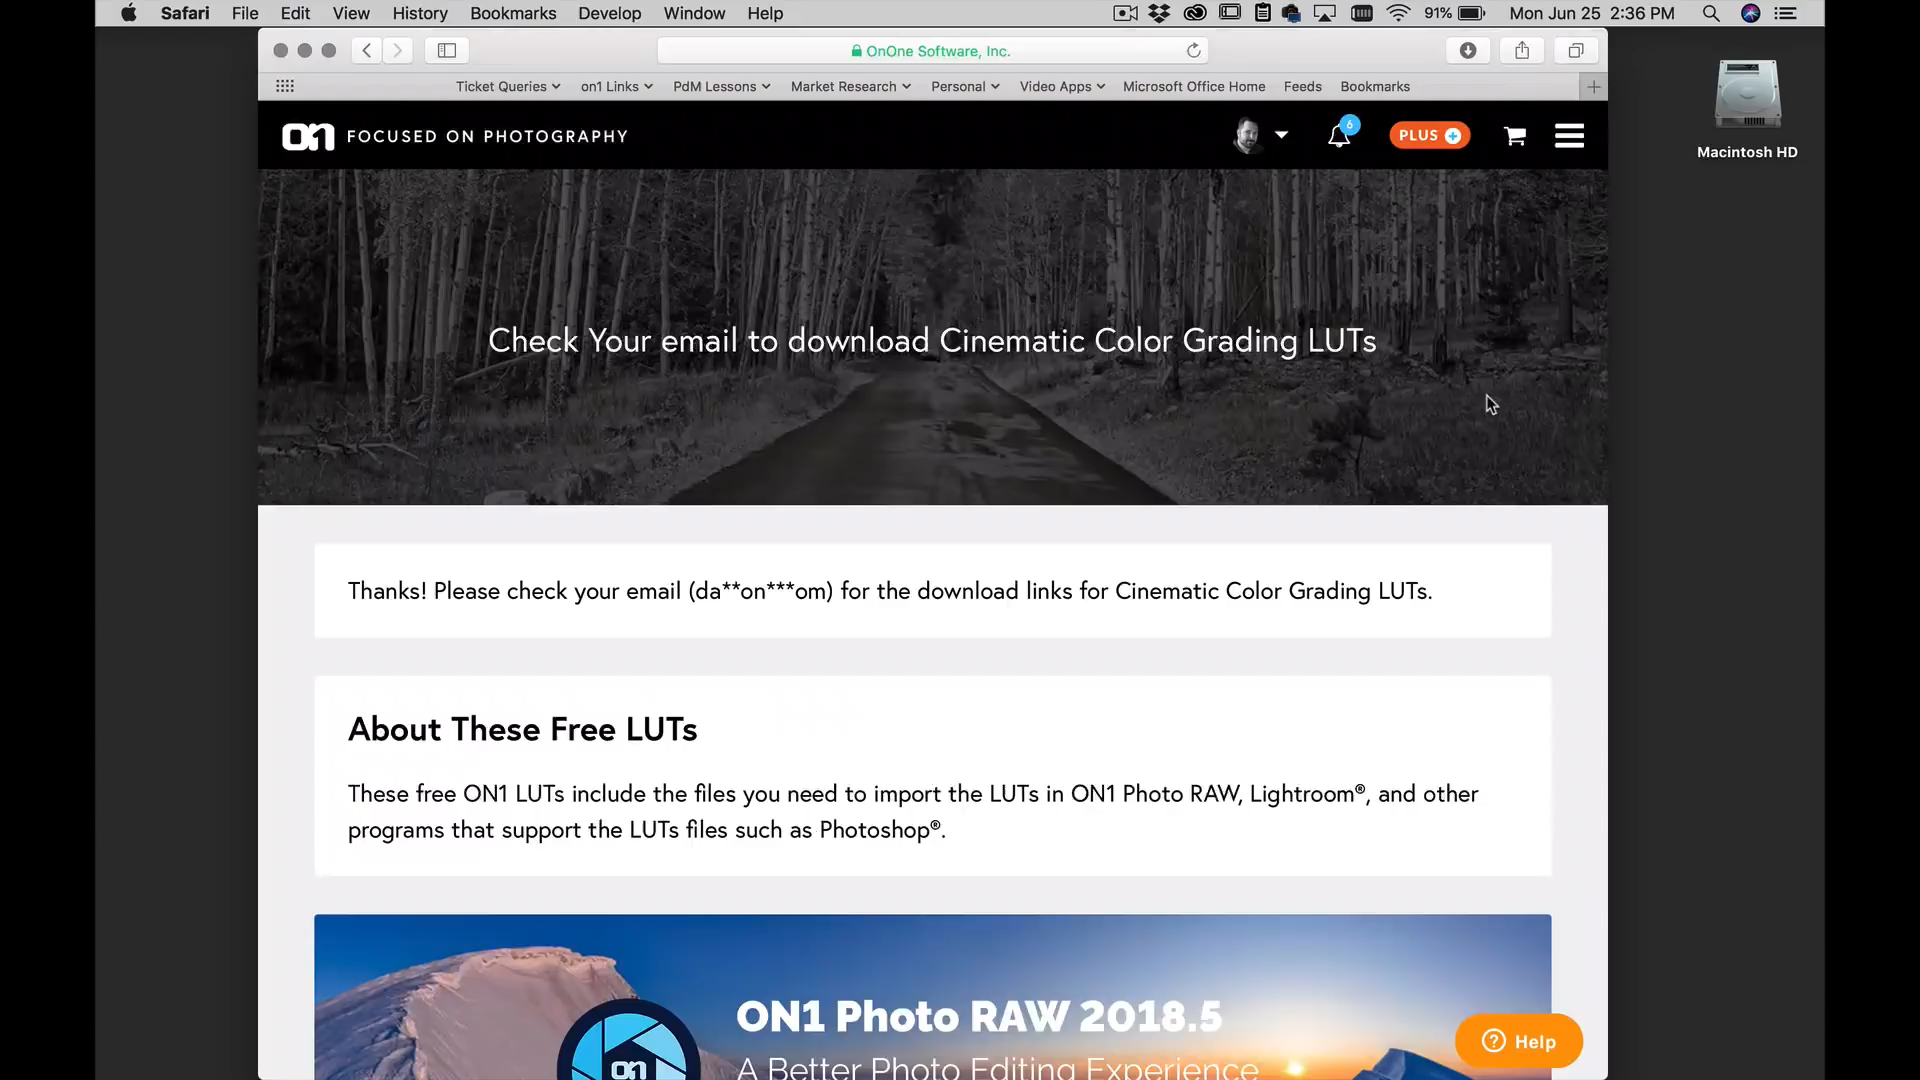 Safari File Edit View History Bookmarks Develop Window Help 91% Mon Jun 25 2:36 PM
OnOne Software, Inc.
Ticket Queries on1 Links PdM Lessons Market Research Personal Video Apps Microsoft Office Home Feeds Bookmarks
on1 FOCUSED ON PHOTOGRAPHY 6 PLUS
Macintosh HD
Check Your email to download Cinematic Color Grading LUTs
Thanks! Please check your email (da**on***om) for the download links for Cinematic Color Grading LUTs.
About These Free LUTs
These free ON1 LUTs include the files you need to import the LUTs in ON1 Photo RAW, Lightroom®, and other
programs that support the LUTs files such as Photoshop®.
ON1 Photo RAW 2018.5
on1
A Better Photo Editing Experience
? Help